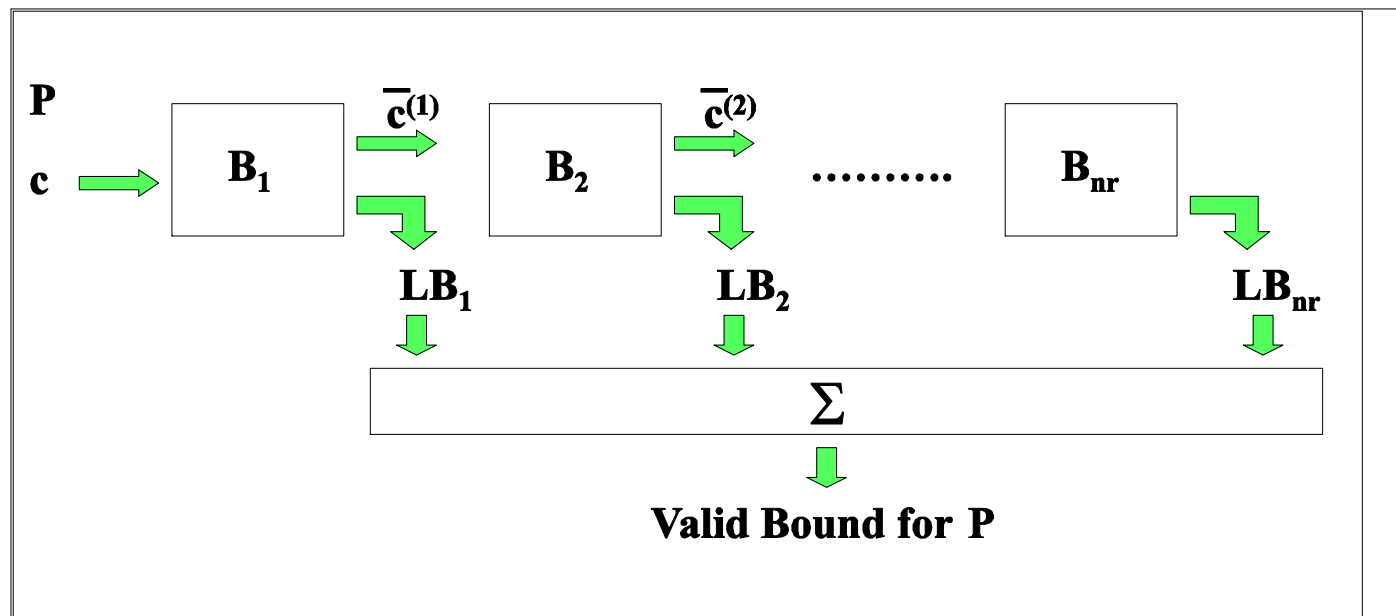 P
c̅⁽¹⁾ c̅⁽²⁾
c B₁ B₂ .......... Bₙᵣ
LB₁ LB₂ LBₙᵣ
Σ
Valid Bound for P